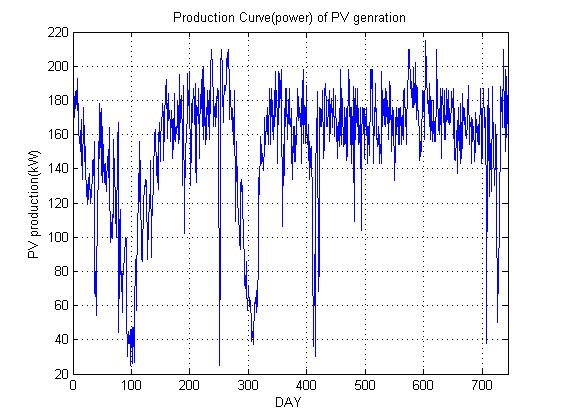 Production Curve(power) of PV genration
220
200
180
160
140
120
100
80
60
40
20
PV production(kW)
0 100 200 300 400 500 600 700
DAY